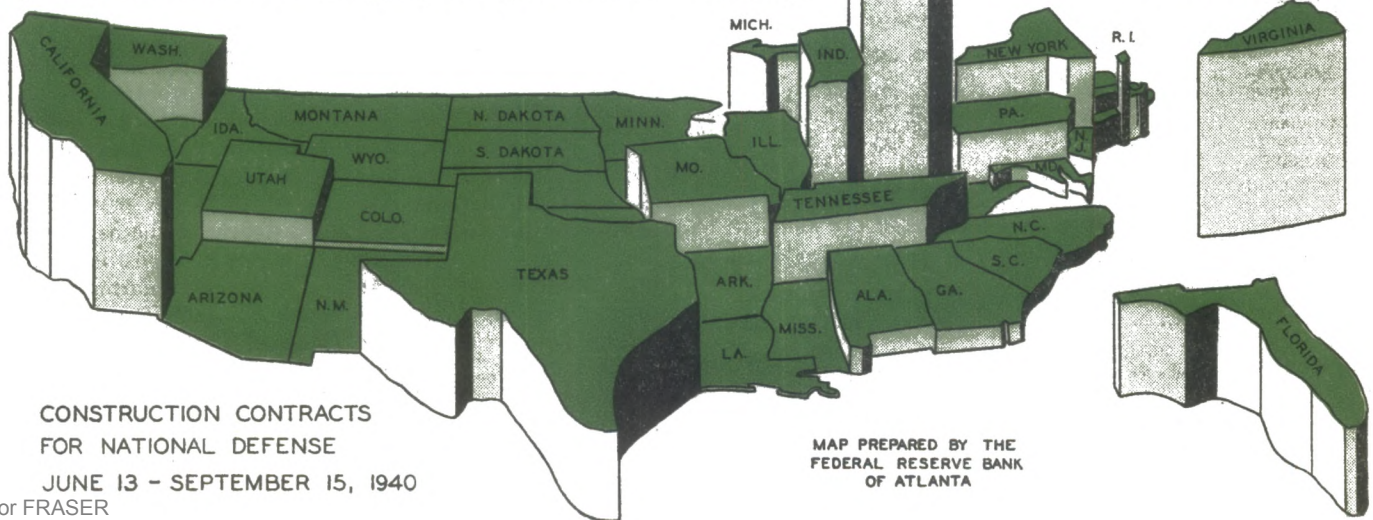 MICH.
R.I.
CALIFORNIA
WASH.
IND.
NEW YORK
VIRGINIA
IDA.
MONTANA
N. DAKOTA
MINN.
PA.
N.J.
ILL.
WYO.
S. DAKOTA
UTAH
MO.
MD.
COLO.
TENNESSEE
N.C.
S.C.
ARIZONA
N.M.
TEXAS
ARK.
ALA.
GA.
MISS.
LA.
FLORIDA
CONSTRUCTION CONTRACTS
FOR NATIONAL DEFENSE
JUNE 13 - SEPTEMBER 15, 1940
MAP PREPARED BY THE
FEDERAL RESERVE BANK
OF ATLANTA
or FRASER